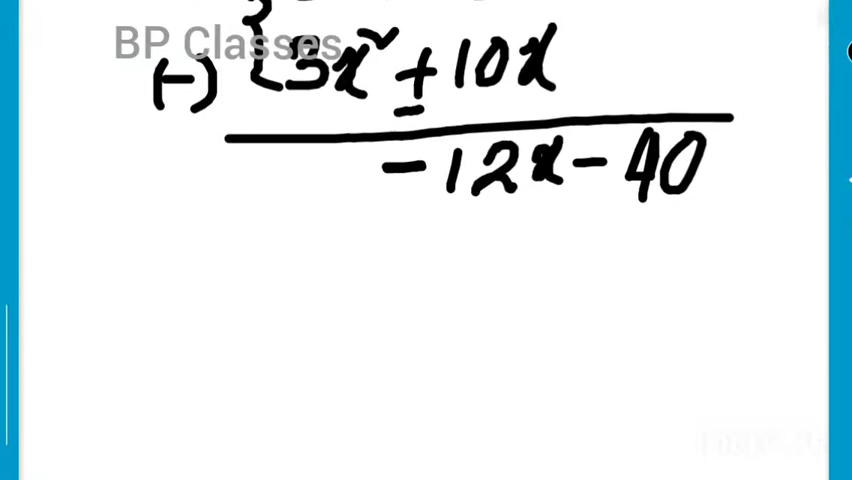 BP Classes
(-) {3x² + 10x
-
-12x - 40